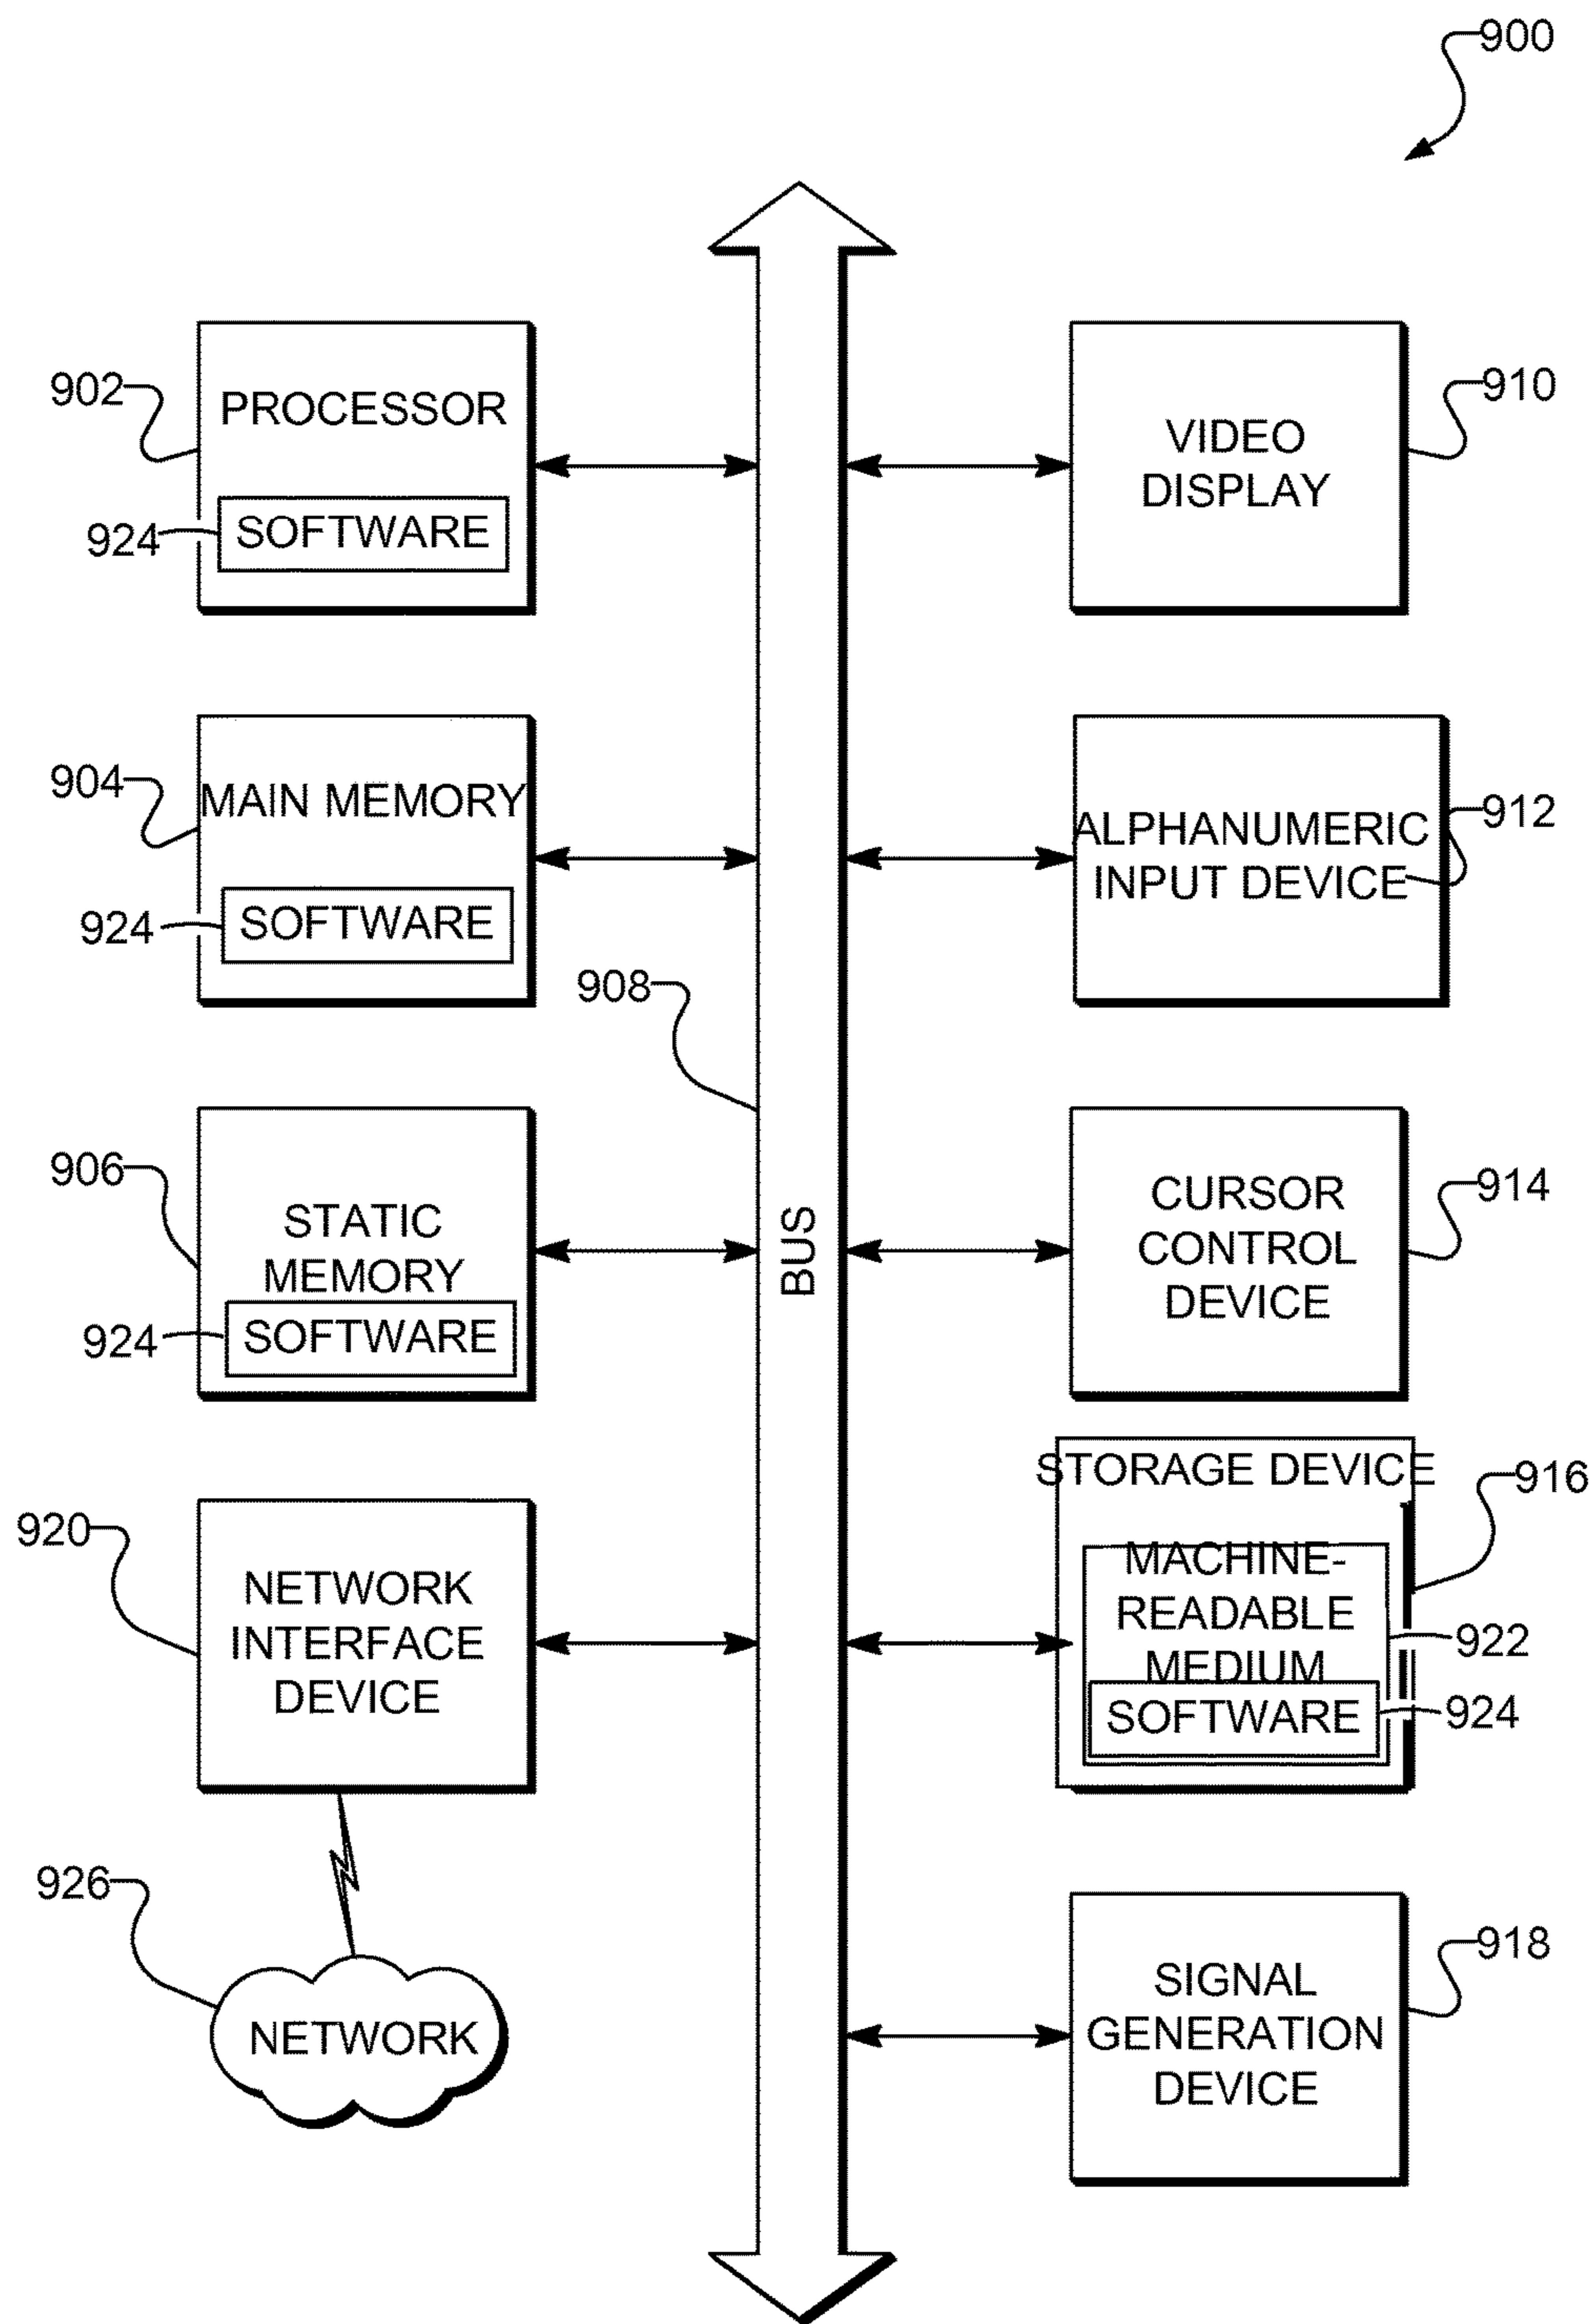 900
902
PROCESSOR
924
SOFTWARE
910
VIDEO
DISPLAY
904
MAIN MEMORY
924
SOFTWARE
912
ALPHANUMERIC
INPUT DEVICE
908
BUS
906
STATIC
MEMORY
924
SOFTWARE
914
CURSOR
CONTROL
DEVICE
920
NETWORK
INTERFACE
DEVICE
STORAGE DEVICE
916
MACHINE-
READABLE
MEDIUM
922
SOFTWARE
924
926
NETWORK
918
SIGNAL
GENERATION
DEVICE